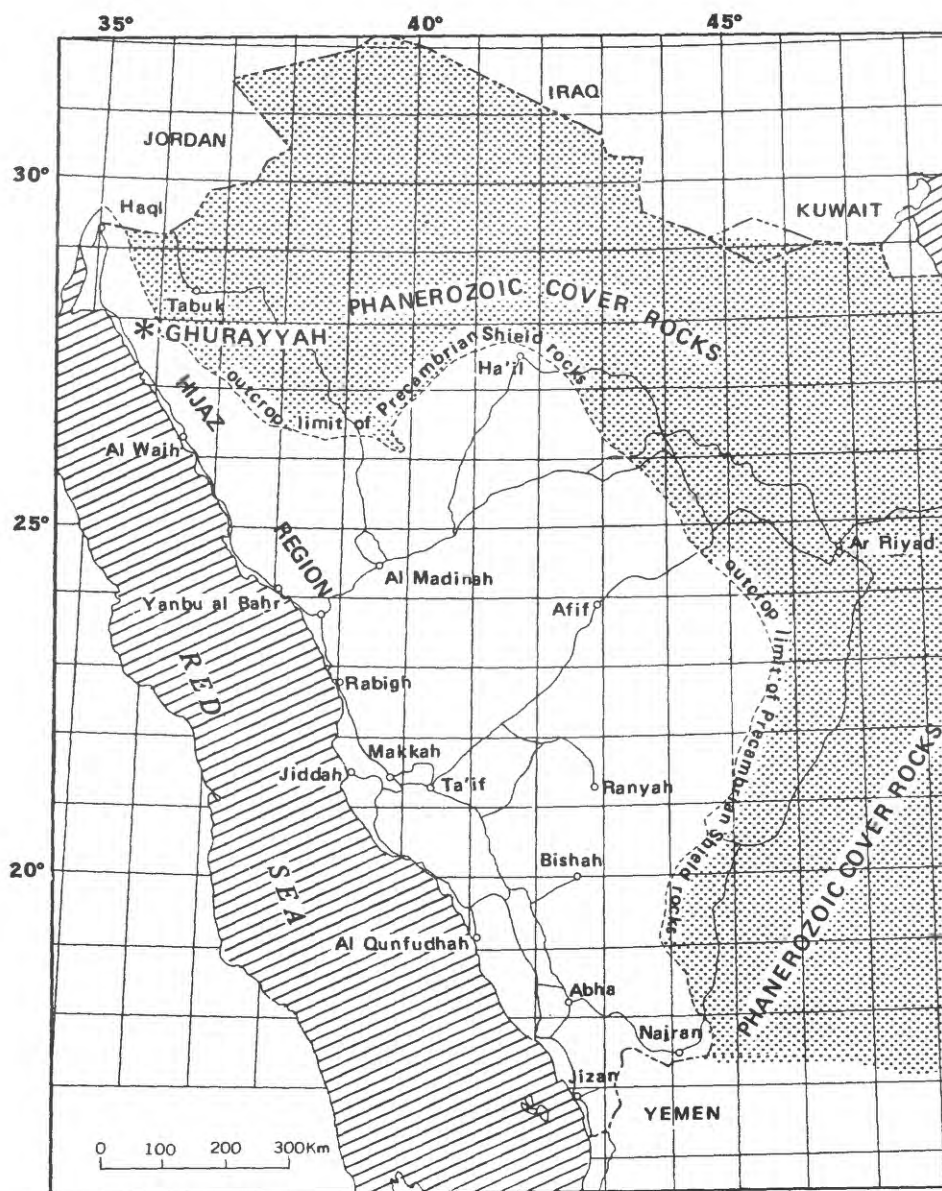 35° 40° 45°
IRAQ
JORDAN
30°
KUWAIT
Haql
Tabuk
PHANEROZOIC COVER ROCKS
* GHURAYYAH
outcrop limit of Precambrian Shield rocks
Ha'il
HIJAZ REGION
Al Wajh
25°
Ar Riyad
Al Madinah
Yanbu al Bahr
Afif
outcrop limit of Precambrian Shield rocks
RED SEA
Rabigh
Makkah
Jiddah
Ta'if
Ranyah
PHANEROZOIC COVER ROCKS
20°
Bishah
Al Qunfudhah
Abha
Najran
Jizan
YEMEN
0 100 200 300Km